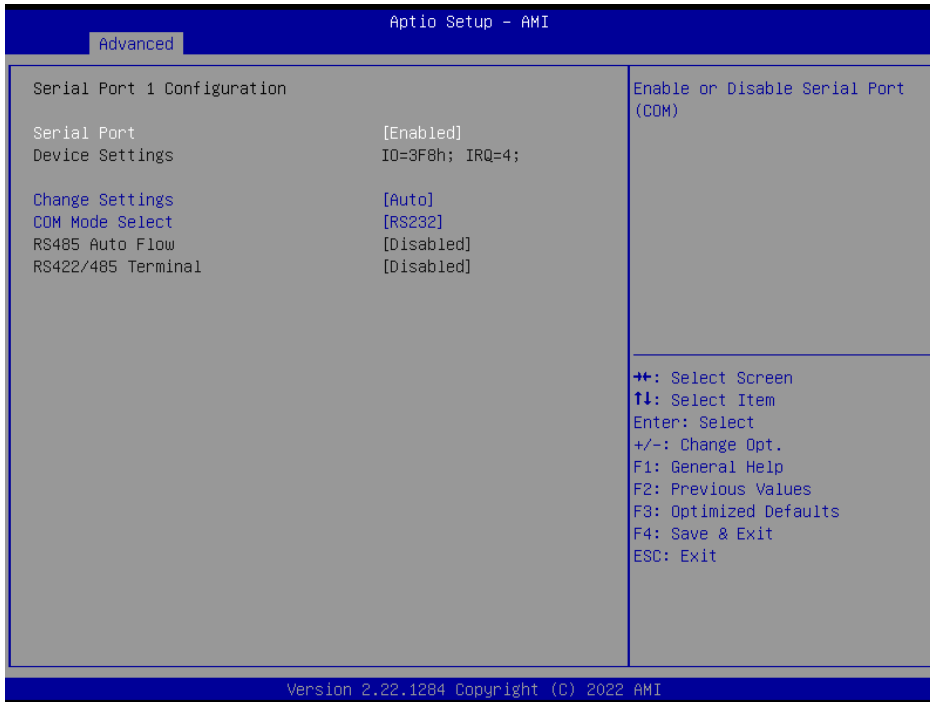 Aptio Setup – AMI
Advanced
Serial Port 1 Configuration
Serial Port [Enabled]
Device Settings IO=3F8h; IRQ=4;
Change Settings [Auto]
COM Mode Select [RS232]
RS485 Auto Flow [Disabled]
RS422/485 Terminal [Disabled]
Enable or Disable Serial Port
(COM)
→←: Select Screen
↑↓: Select Item
Enter: Select
+/-: Change Opt.
F1: General Help
F2: Previous Values
F3: Optimized Defaults
F4: Save & Exit
ESC: Exit
Version 2.22.1284 Copyright (C) 2022 AMI